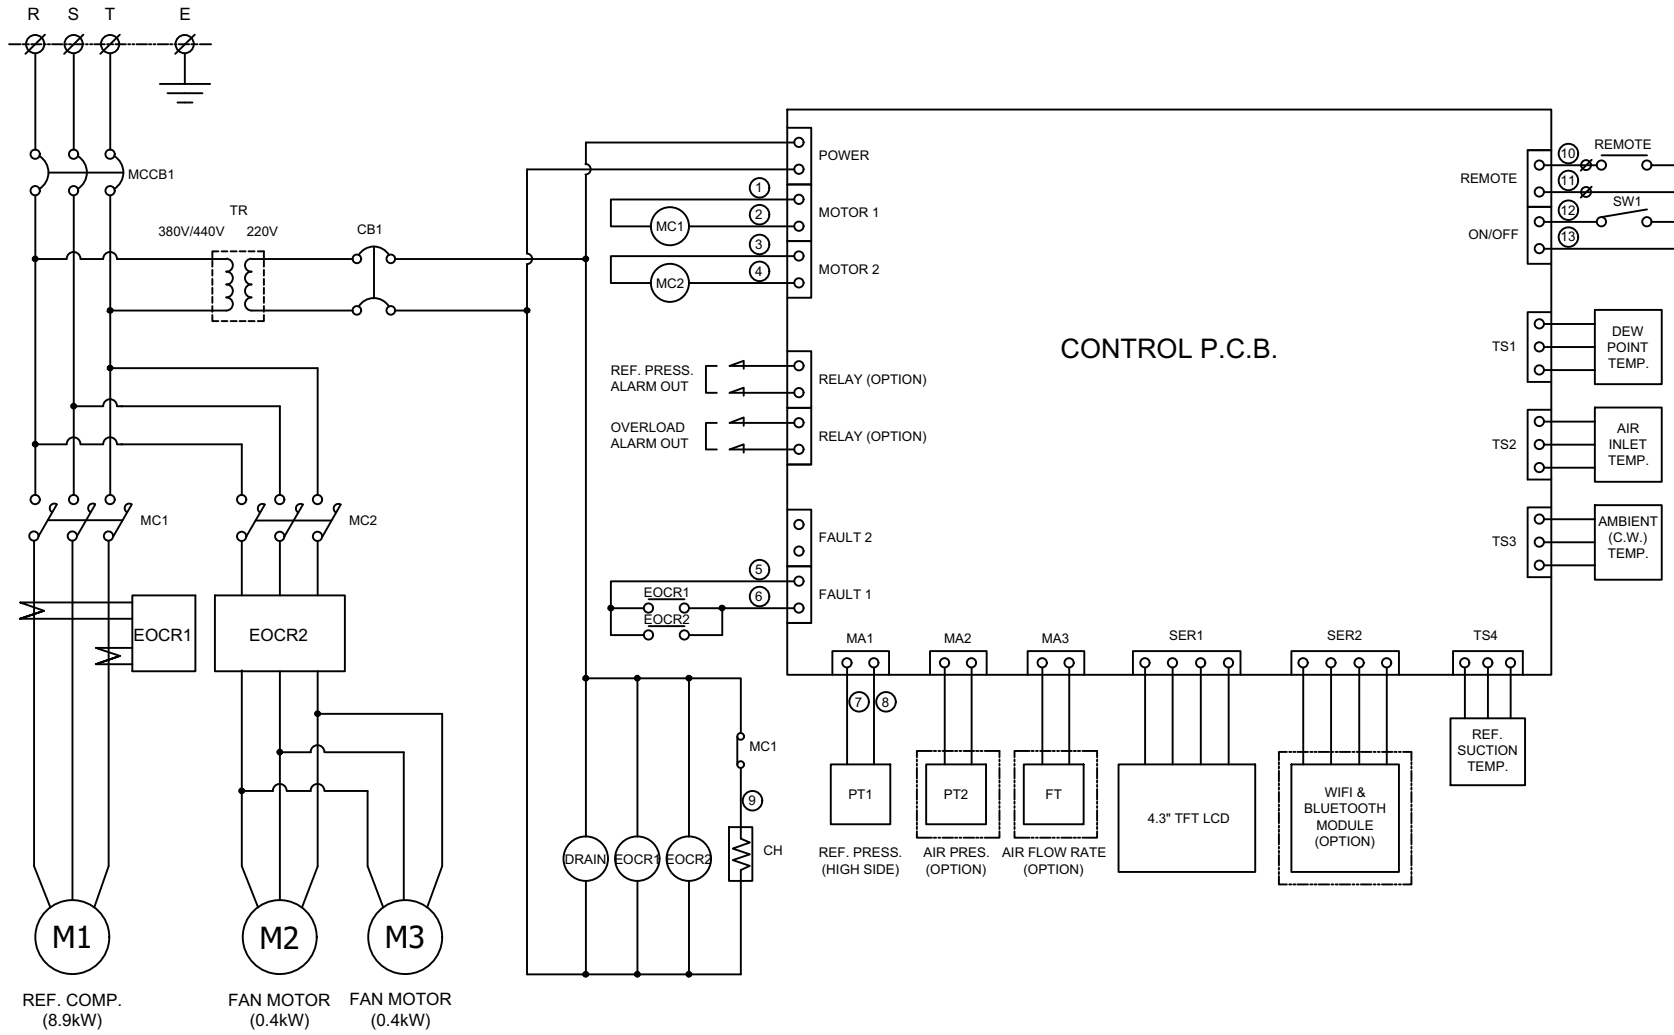 R S T E
MCCB1
TR
380V/440V 220V
CB1
MC1
MC2
EOCR1
EOCR2
M1
M2
M3
REF. COMP.
(8.9kW)
FAN MOTOR
(0.4kW)
FAN MOTOR
(0.4kW)
POWER
1
2
MC1
MOTOR 1
3
4
MC2
MOTOR 2
REF. PRESS.
ALARM OUT
RELAY (OPTION)
OVERLOAD
ALARM OUT
RELAY (OPTION)
FAULT 2
5
6
EOCR1
EOCR2
FAULT 1
CONTROL P.C.B.
DRAIN
EOCR1
EOCR2
MC1
9
CH
MA1
7
8
PT1
REF. PRESS.
(HIGH SIDE)
MA2
PT2
AIR PRES.
(OPTION)
MA3
FT
AIR FLOW RATE
(OPTION)
SER1
4.3" TFT LCD
SER2
WIFI &
BLUETOOTH
MODULE
(OPTION)
TS4
REF.
SUCTION
TEMP.
REMOTE
10
11
REMOTE
ON/OFF
12
13
SW1
TS1
DEW
POINT
TEMP.
TS2
AIR
INLET
TEMP.
TS3
AMBIENT
(C.W.)
TEMP.